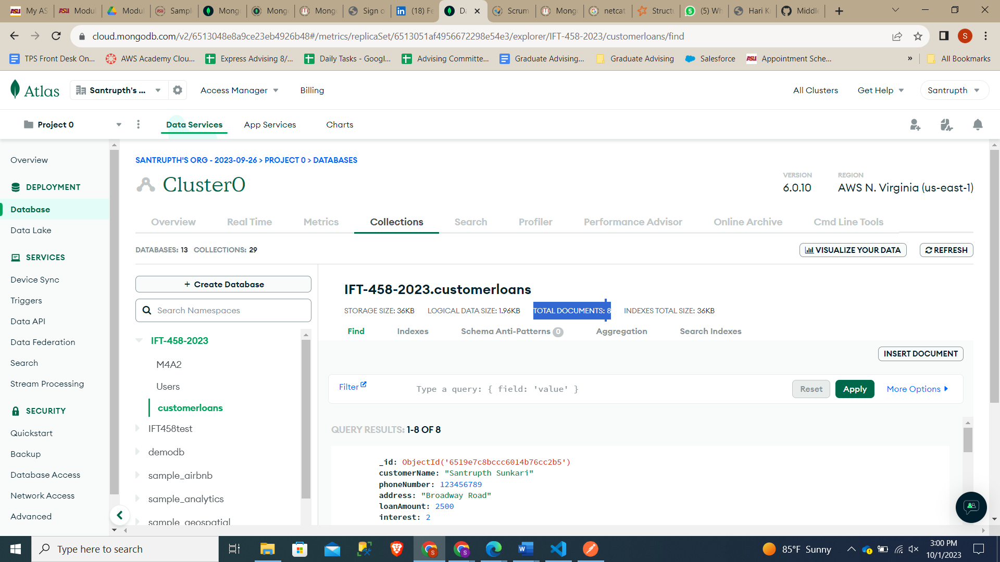 My AS
Modul
Modul
Sampl
Mong
Mong
Mong
Sign o
(18) Fe
Da
Scrum
Mong
netcat
Structu
(5) Wh
Hari Ki
Middle
cloud.mongodb.com/v2/6513048e8a9ce23eb4926b48#/metrics/replicaSet/6513051af4956672298e54e3/explorer/IFT-458-2023/customerloans/find
S
TPS Front Desk On...
AWS Academy Clou...
Express Advising 8/...
Daily Tasks - Googl...
Advising Committe...
Graduate Advising...
Graduate Advising
Salesforce
Appointment Sche...
»
All Bookmarks
Atlas
Santrupth's ...
Access Manager
Billing
All Clusters
Get Help
Santrupth
Project 0
Data Services
App Services
Charts
Overview
DEPLOYMENT
Database
Data Lake
SERVICES
Device Sync
Triggers
Data API
Data Federation
Search
Stream Processing
SECURITY
Quickstart
Backup
Database Access
Network Access
Advanced
SANTRUPTH'S ORG - 2023-09-26 > PROJECT 0 > DATABASES
Cluster0
VERSION
6.0.10
REGION
AWS N. Virginia (us-east-1)
Overview
Real Time
Metrics
Collections
Search
Profiler
Performance Advisor
Online Archive
Cmd Line Tools
DATABASES: 13 COLLECTIONS: 29
VISUALIZE YOUR DATA
REFRESH
+ Create Database
Search Namespaces
IFT-458-2023
M4A2
Users
customerloans
IFT458test
demodb
sample_airbnb
sample_analytics
sample_geospatial
IFT-458-2023.customerloans
STORAGE SIZE: 36KB LOGICAL DATA SIZE: 1.96KB TOTAL DOCUMENTS: 8 INDEXES TOTAL SIZE: 36KB
Find
Indexes
Schema Anti-Patterns 0
Aggregation
Search Indexes
INSERT DOCUMENT
Filter
Type a query: { field: 'value' }
Reset
Apply
More Options
QUERY RESULTS: 1-8 OF 8
_id: ObjectId('6519e7c8bccc6014b76cc2b5')
customerName: "Santrupth Sunkari"
phoneNumber: 123456789
address: "Broadway Road"
loanAmount: 2500
interest: 2
Type here to search
85°F Sunny
3:00 PM
10/1/2023